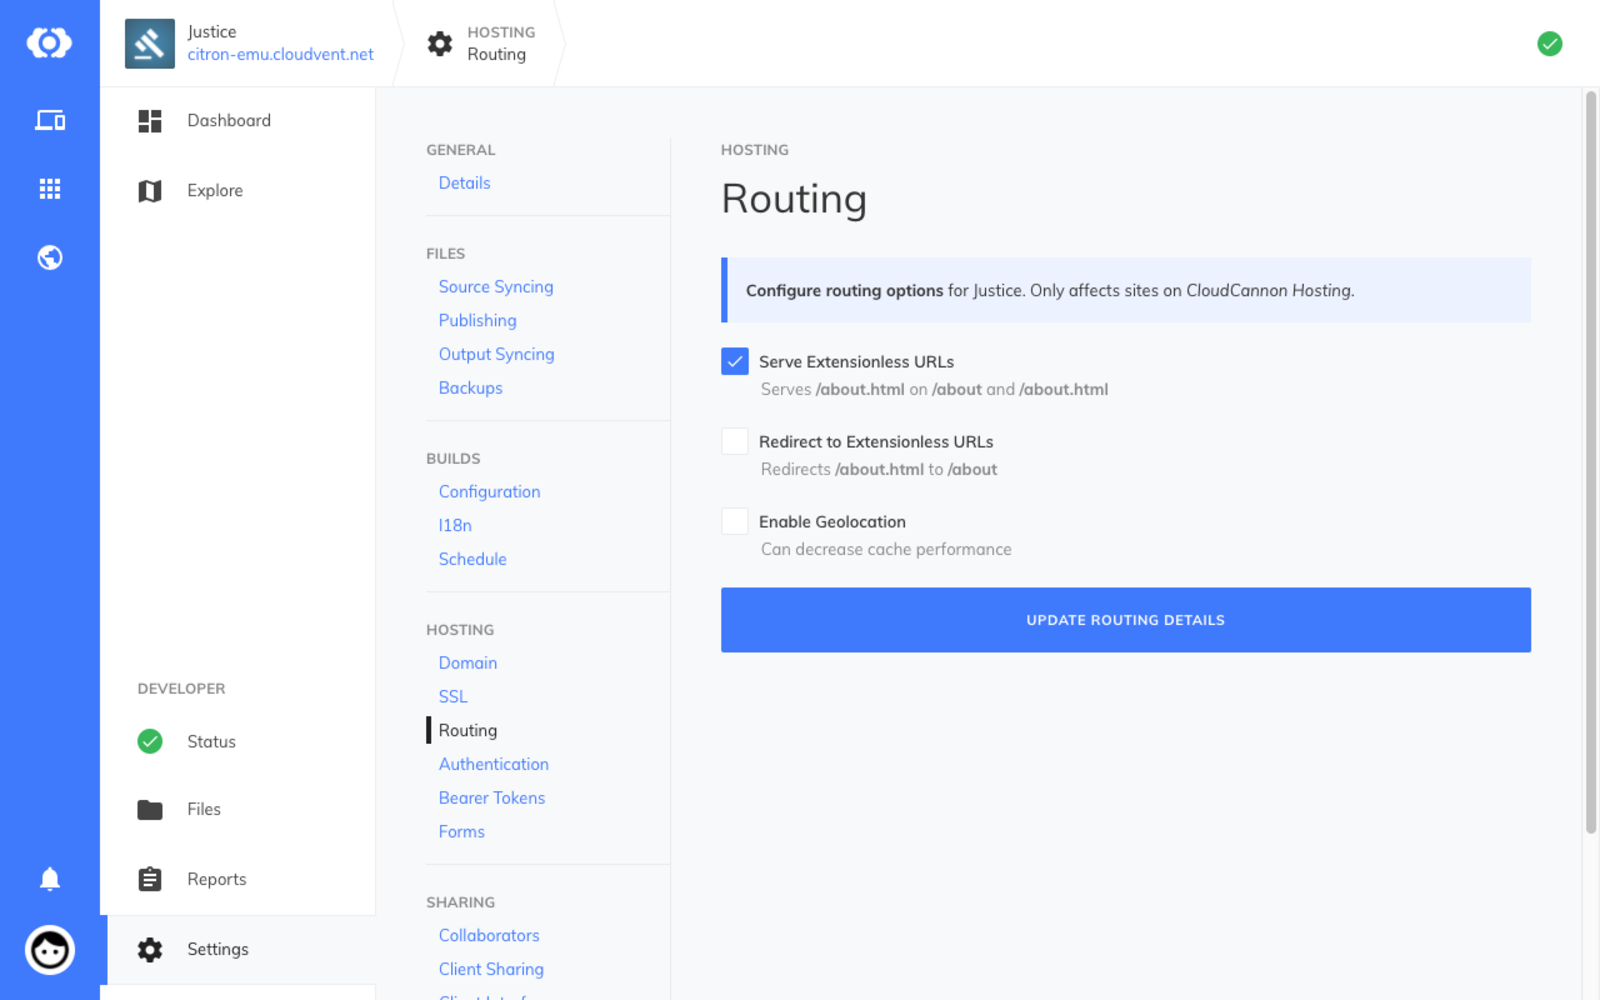 Justice
citron-emu.cloudvent.net
HOSTING
Routing
Dashboard
Explore
DEVELOPER
Status
Files
Reports
Settings
GENERAL
Details
FILES
Source Syncing
Publishing
Output Syncing
Backups
BUILDS
Configuration
I18n
Schedule
HOSTING
Domain
SSL
Routing
Authentication
Bearer Tokens
Forms
SHARING
Collaborators
Client Sharing
HOSTING
Routing
Configure routing options for Justice. Only affects sites on CloudCannon Hosting.
Serve Extensionless URLs
Serves /about.html on /about and /about.html
Redirect to Extensionless URLs
Redirects /about.html to /about
Enable Geolocation
Can decrease cache performance
UPDATE ROUTING DETAILS